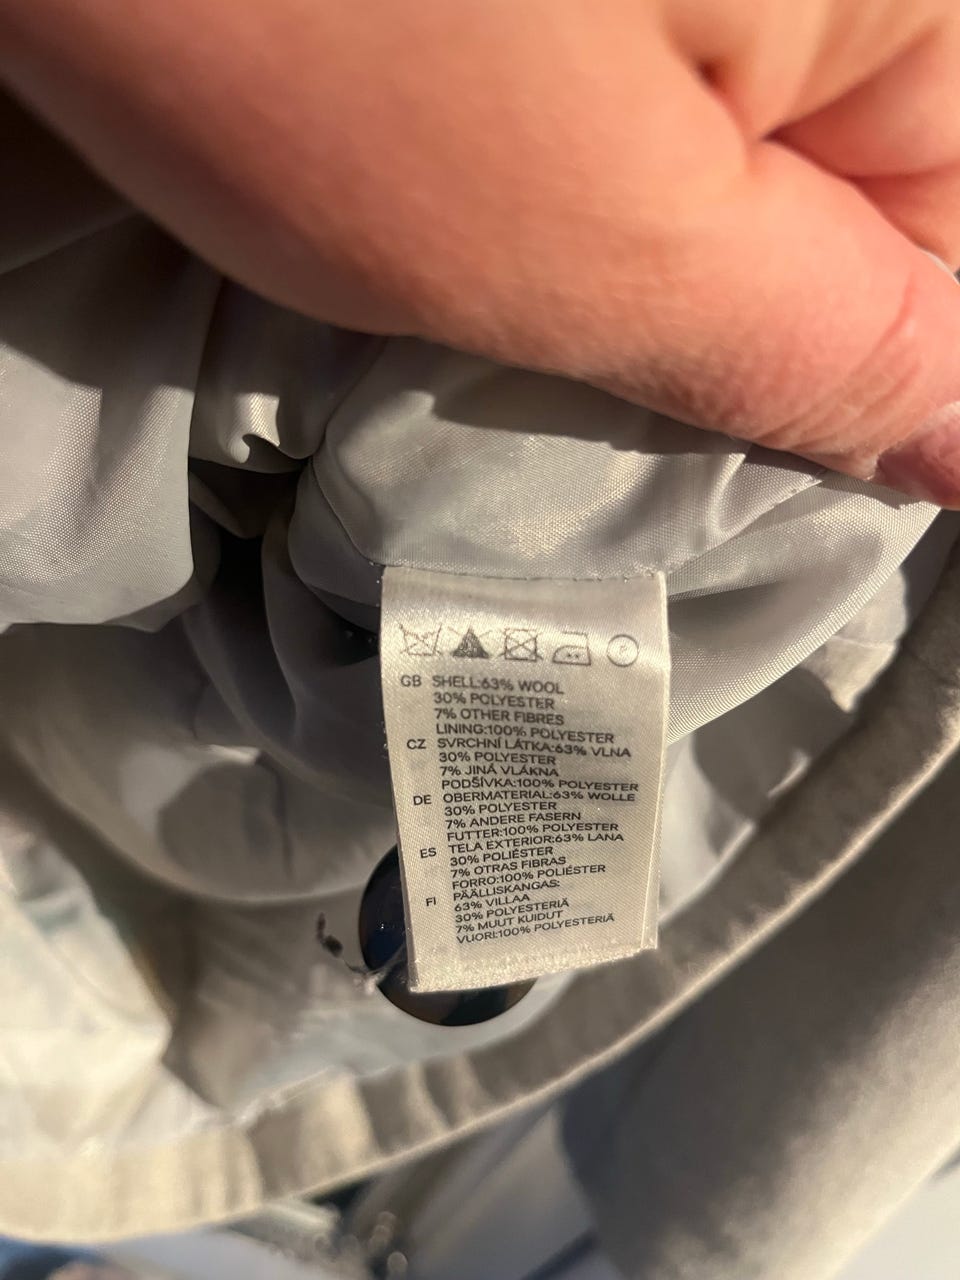 P
GB SHELL:63% WOOL
30% POLYESTER
7% OTHER FIBRES
LINING:100% POLYESTER
CZ SVRCHNÍ LÁTKA:63% VLNA
30% POLYESTER
7% JINÁ VLÁKNA
PODŠÍVKA:100% POLYESTER
DE OBERMATERIAL:63% WOLLE
30% POLYESTER
7% ANDERE FASERN
FUTTER:100% POLYESTER
ES TELA EXTERIOR:63% LANA
30% POLIÉSTER
7% OTRAS FIBRAS
FORRO:100% POLIÉSTER
FI PÄÄLLISKANGAS:
63% VILLAA
30% POLYESTERIÄ
7% MUUT KUIDUT
VUORI:100% POLYESTERIÄ